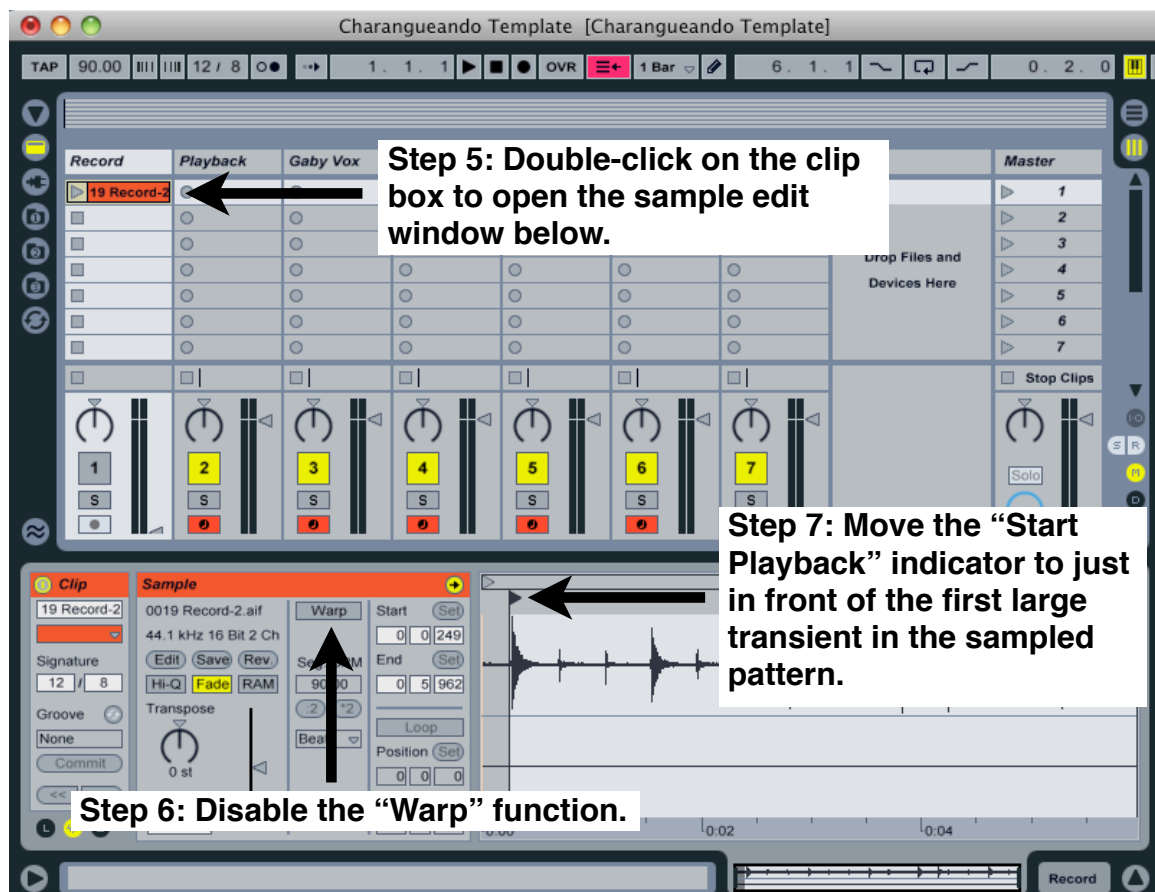 Charangueando Template [Charangueando Template]
TAP 90.00 12 / 8 1. 1. 1 OVR 1 Bar 6. 1. 1 0. 2. 0
Record Playback Gaby Vox Master
Step 5: Double-click on the clip
box to open the sample edit
window below.
19 Record-2 1
2
3
Drop Files and
4
Devices Here
5
6
7
Stop Clips
I-O
S R
1 2 3 4 5 6 7
Solo
M
S S S S S S S
D
Step 7: Move the “Start
Playback” indicator to just
in front of the first large
transient in the sampled
pattern.
Clip Sample
19 Record-2 0019 Record-2.aif Warp Start Set
44.1 kHz 16 Bit 2 Ch 0 0 249
Signature Edit Save Rev. End Set
12 / 8 Hi-Q Fade RAM 90.00 0 5 962
Groove Transpose :2 *2
None Loop
Commit Position Set
0 st 0 0 0
<<
Step 6: Disable the “Warp” function.
L
0:00 0:02 0:04
Record